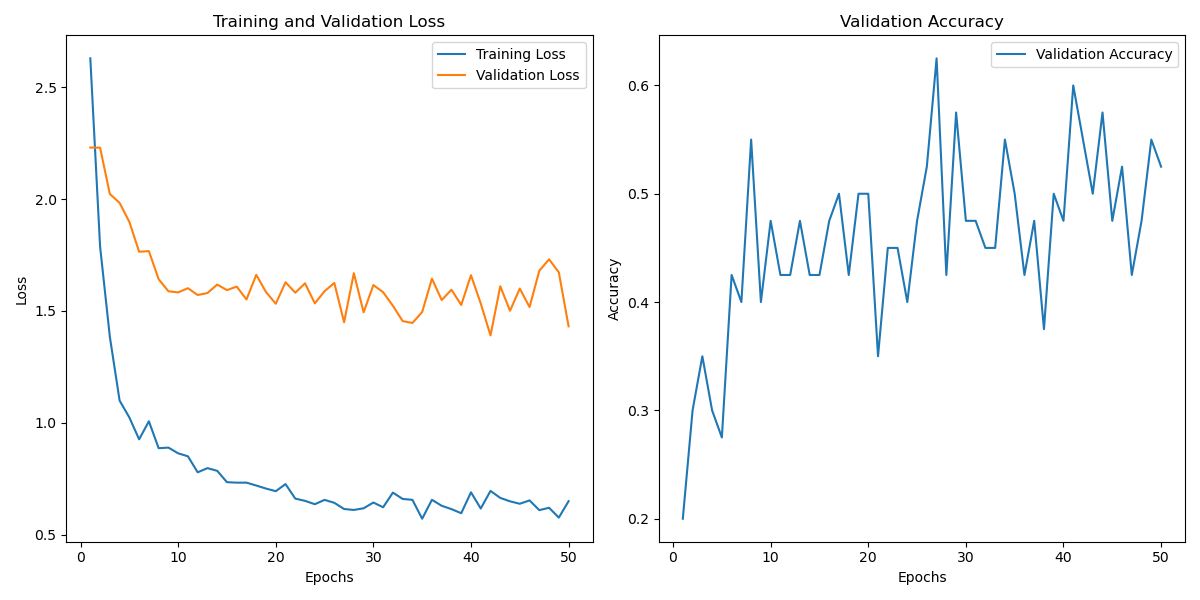 Training and Validation Loss
Training Loss
Validation Loss
2.5
2.0
1.5
1.0
0.5
Loss
0
10
20
30
40
50
Epochs
Validation Accuracy
Validation Accuracy
0.6
0.5
0.4
0.3
0.2
Accuracy
0
10
20
30
40
50
Epochs